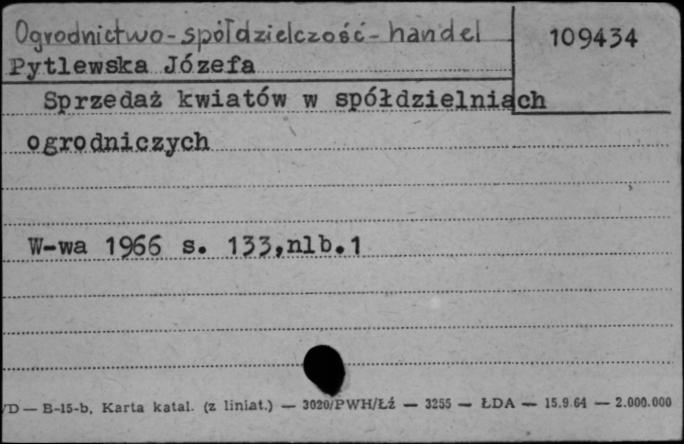 Ogrodnictwo-spółdzielczość-handel
109434
Pytlewska Józefa
Sprzedaż kwiatów w spółdzielniach
ogrodniczych
W-wa 1966 s. 133,nlb.1
/D — B-15-b, Karta katal. (z liniat.) — 3020/PWH/Łź — 3255 — ŁDA — 15.9.64 — 2.000.000